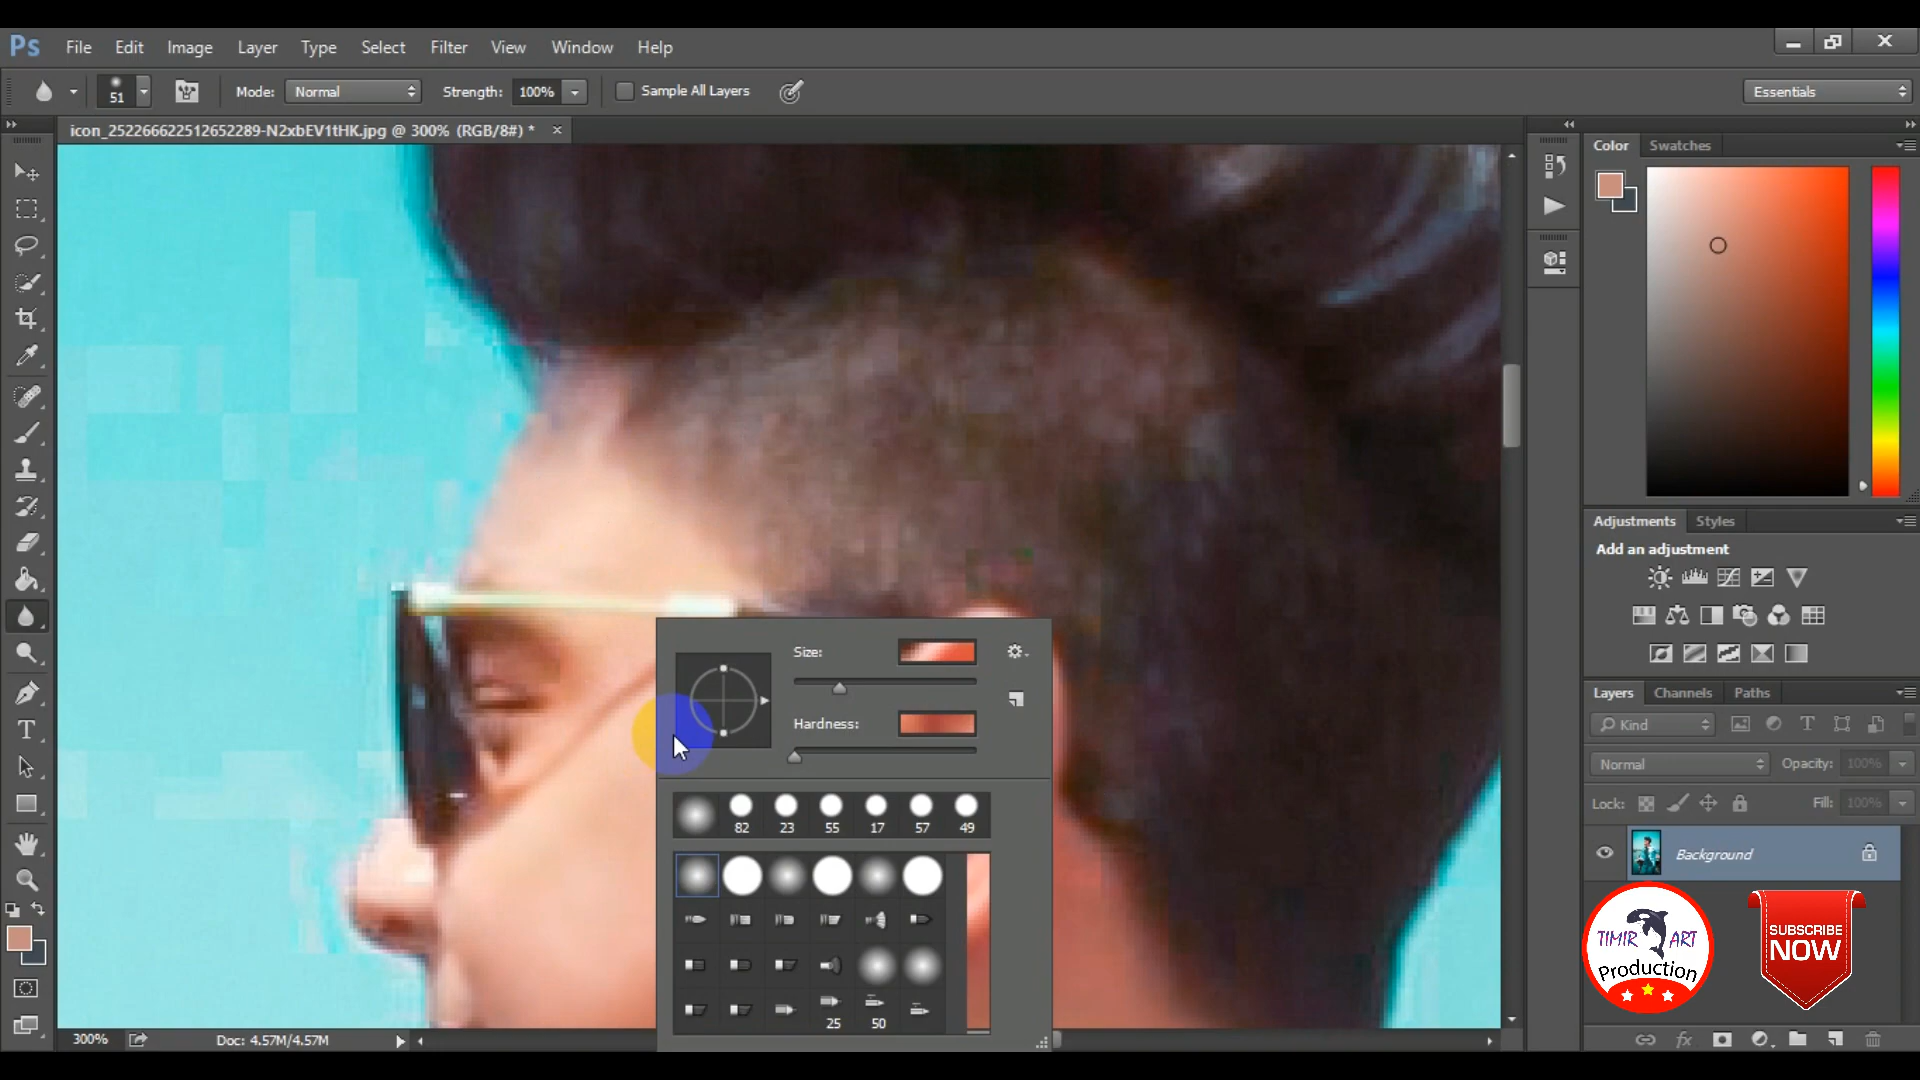 Ps File Edit Image Layer Type Select Filter View Window Help
51 Mode: Normal Strength: 100% Sample All Layers Essentials
icon_252266622512652289-N2xbEV1tHK.jpg @ 300% (RGB/8#) *
Color Swatches
Adjustments Styles
Add an adjustment
Size:
Hardness:
82 23 55 17 57 49
25 50
Layers Channels Paths
Kind
Normal Opacity: 100%
Lock: Fill: 100%
Background
TIMIR ART
Production
SUBSCRIBE
NOW
300% Doc: 4.57M/4.57M